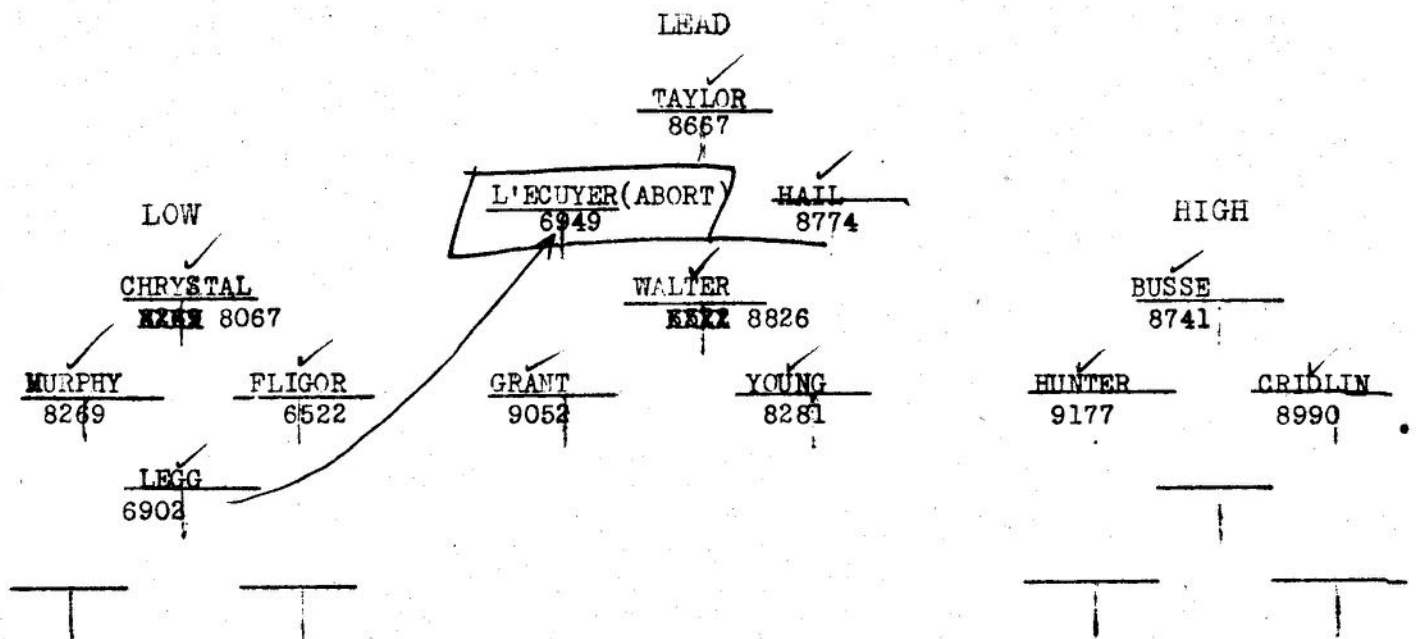 LEAD
TAYLOR
8667
L'ECUYER(ABORT)
6949
HAIL
8774
LOW
CHRYSTAL
8067
MURPHY
8269
FLIGOR
6522
LEGG
6902
WALTER
8826
GRANT
9052
YOUNG
8281
HIGH
BUSSE
8741
HUNTER
9177
CRIDLIN
8990